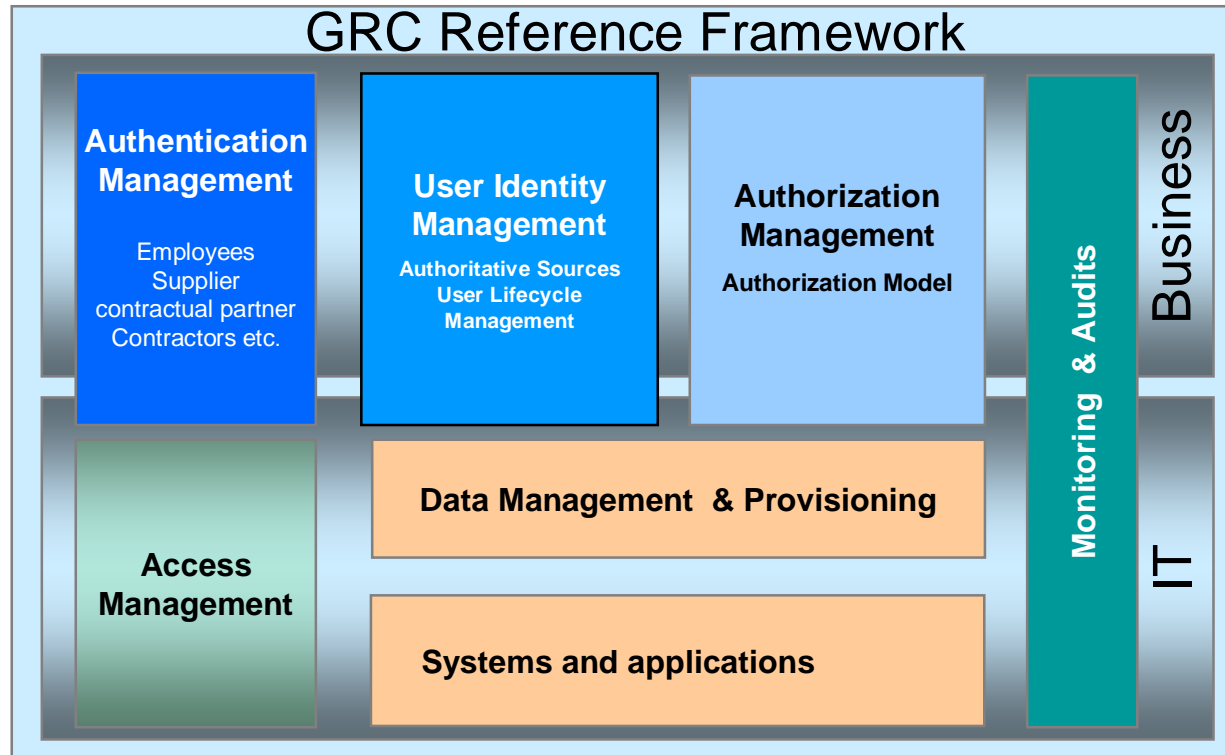 GRC Reference Framework
Authentication
Management
Employees
Supplier
contractual partner
Contractors etc.
User Identity
Management
Authoritative Sources
User Lifecycle
Management
Authorization
Management
Authorization Model
Monitoring & Audits
Business
Access
Management
Data Management & Provisioning
Systems and applications
IT